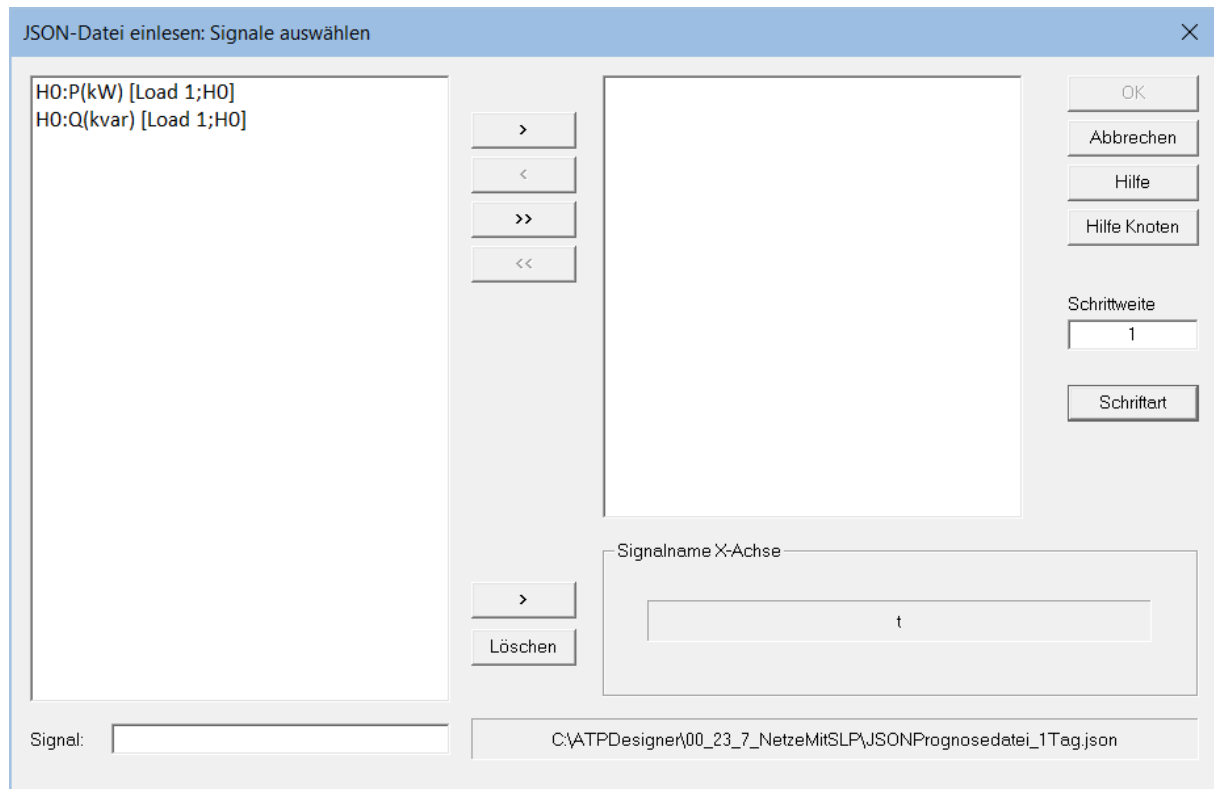 JSON-Datei einlesen: Signale auswählen
H0:P(kW) [Load 1;H0]
H0:Q(kvar) [Load 1;H0]
>
<
>>
<<
OK
Abbrechen
Hilfe
Hilfe Knoten
Schrittweite
1
Schriftart
Signalname X-Achse
t
>
Löschen
Signal:
C:\ATPDesigner\00_23_7_NetzeMitSLP\JSONPrognosedatei_1Tag.json